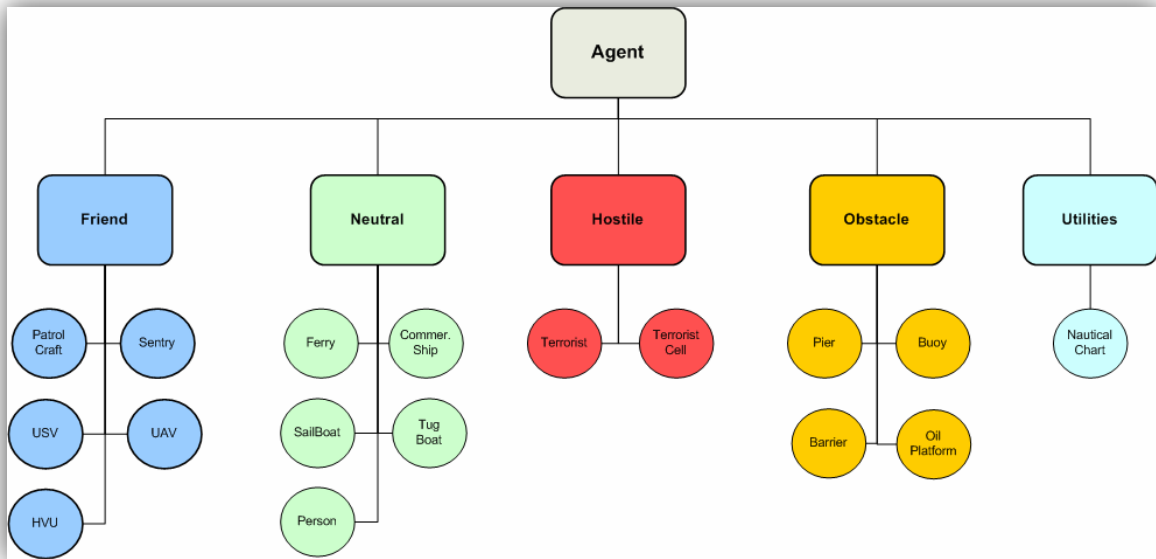 Agent
Friend
Neutral
Hostile
Obstacle
Utilities
Patrol
Craft
Sentry
Ferry
Commer.
Ship
Terrorist
Terrorist
Cell
Pier
Buoy
Nautical
Chart
USV
UAV
SailBoat
Tug
Boat
Barrier
Oil
Platform
HVU
Person